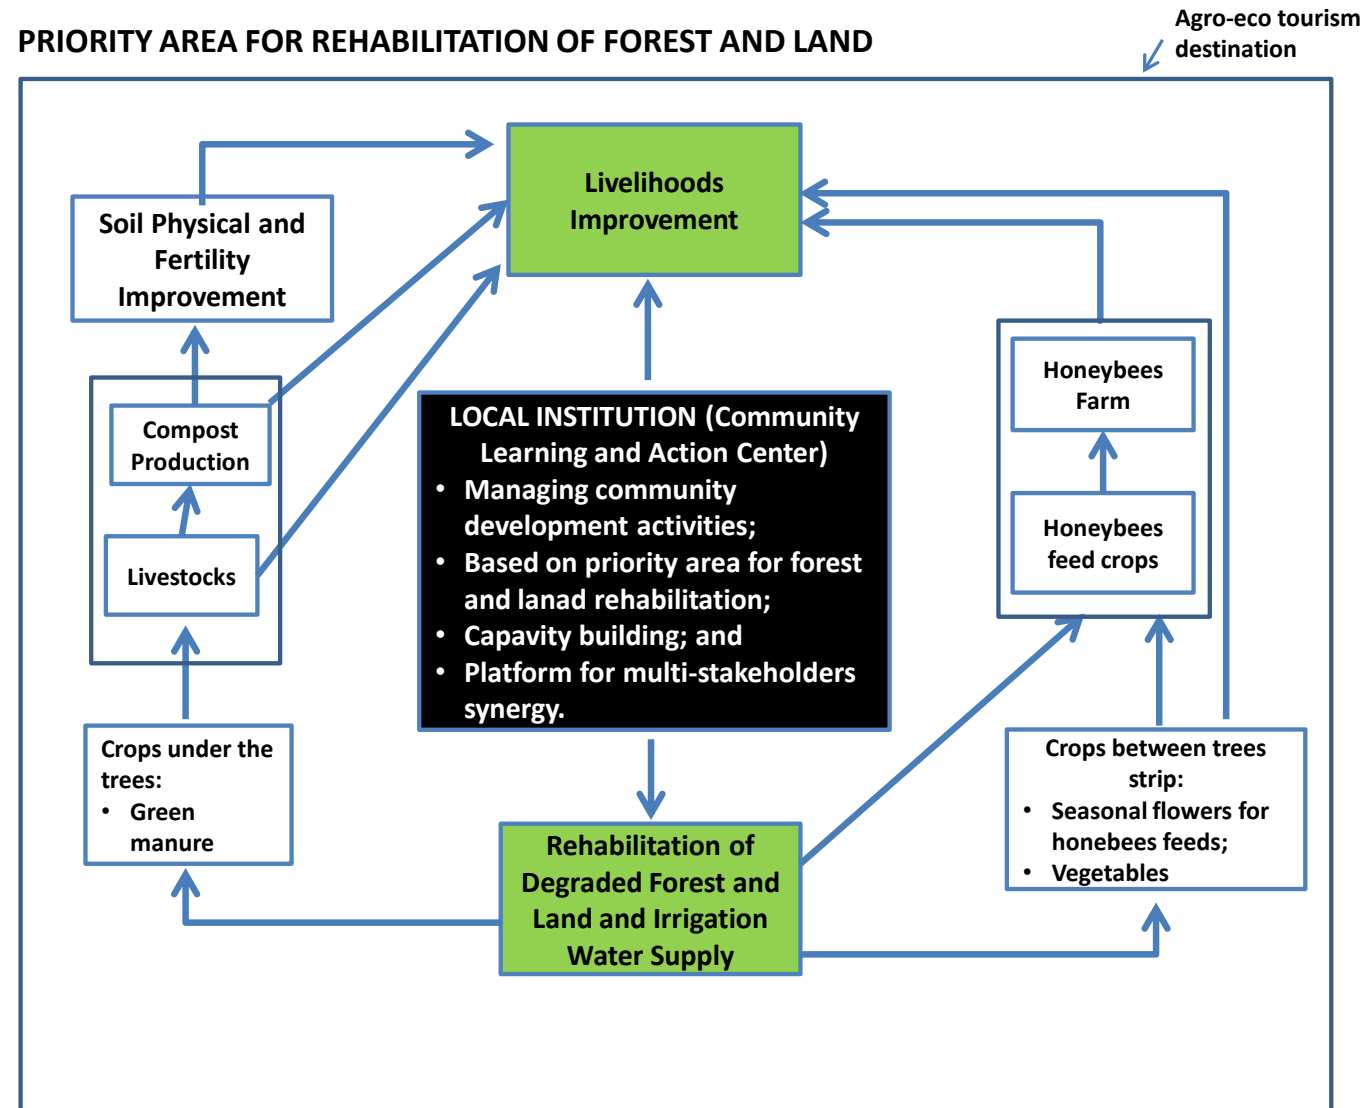 Agro-eco tourism
destination
PRIORITY AREA FOR REHABILITATION OF FOREST AND LAND
Livelihoods
Improvement
Soil Physical and
Fertility
Improvement
Compost
Production
Livestocks
Crops under the
trees:
• Green
manure
LOCAL INSTITUTION (Community
Learning and Action Center)
• Managing community
development activities;
• Based on priority area for forest
and lanad rehabilitation;
• Capavity building; and
• Platform for multi-stakeholders
synergy.
Rehabilitation of
Degraded Forest and
Land and Irrigation
Water Supply
Honeybees
Farm
Honeybees
feed crops
Crops between trees
strip:
• Seasonal flowers for
honebees feeds;
• Vegetables